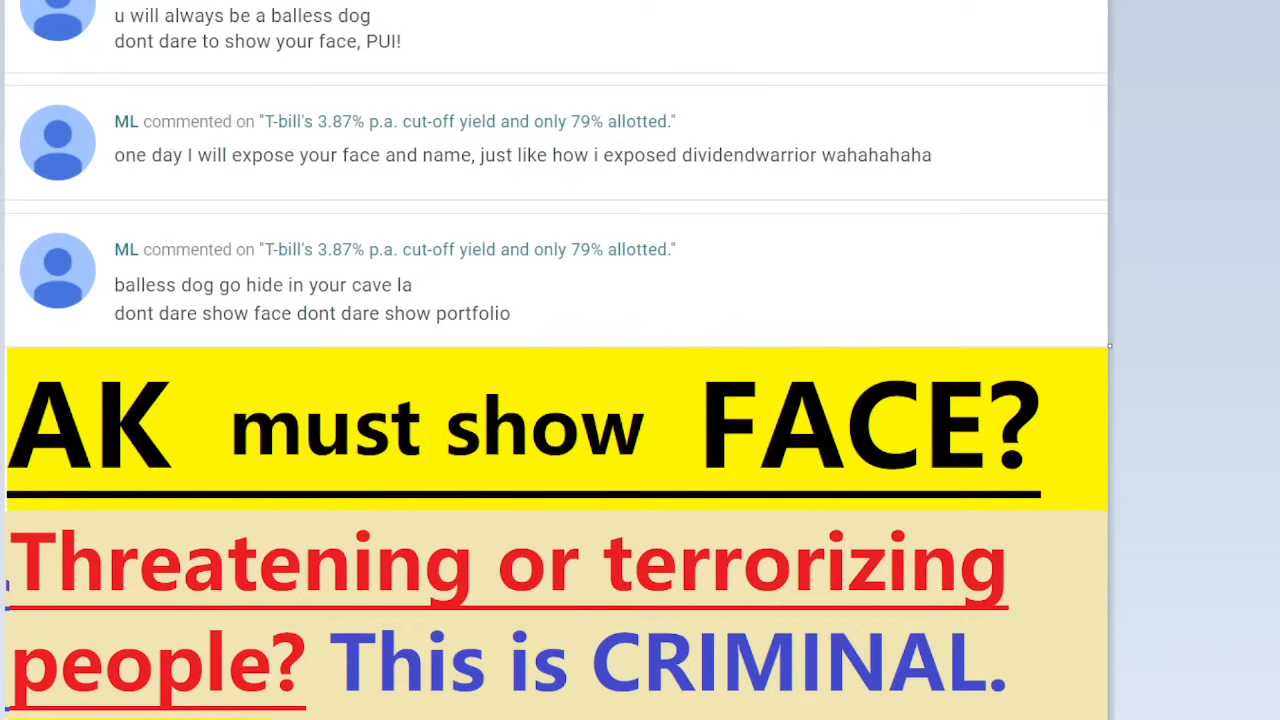 u will always be a balless dog
dont dare to show your face, PUI!
ML commented on "T-bill's 3.87% p.a. cut-off yield and only 79% allotted."
one day I will expose your face and name, just like how i exposed dividendwarrior wahahahaha
ML commented on "T-bill's 3.87% p.a. cut-off yield and only 79% allotted."
balless dog go hide in your cave la
dont dare show face dont dare show portfolio
AK must show FACE?
Threatening or terrorizing
people? This is CRIMINAL.